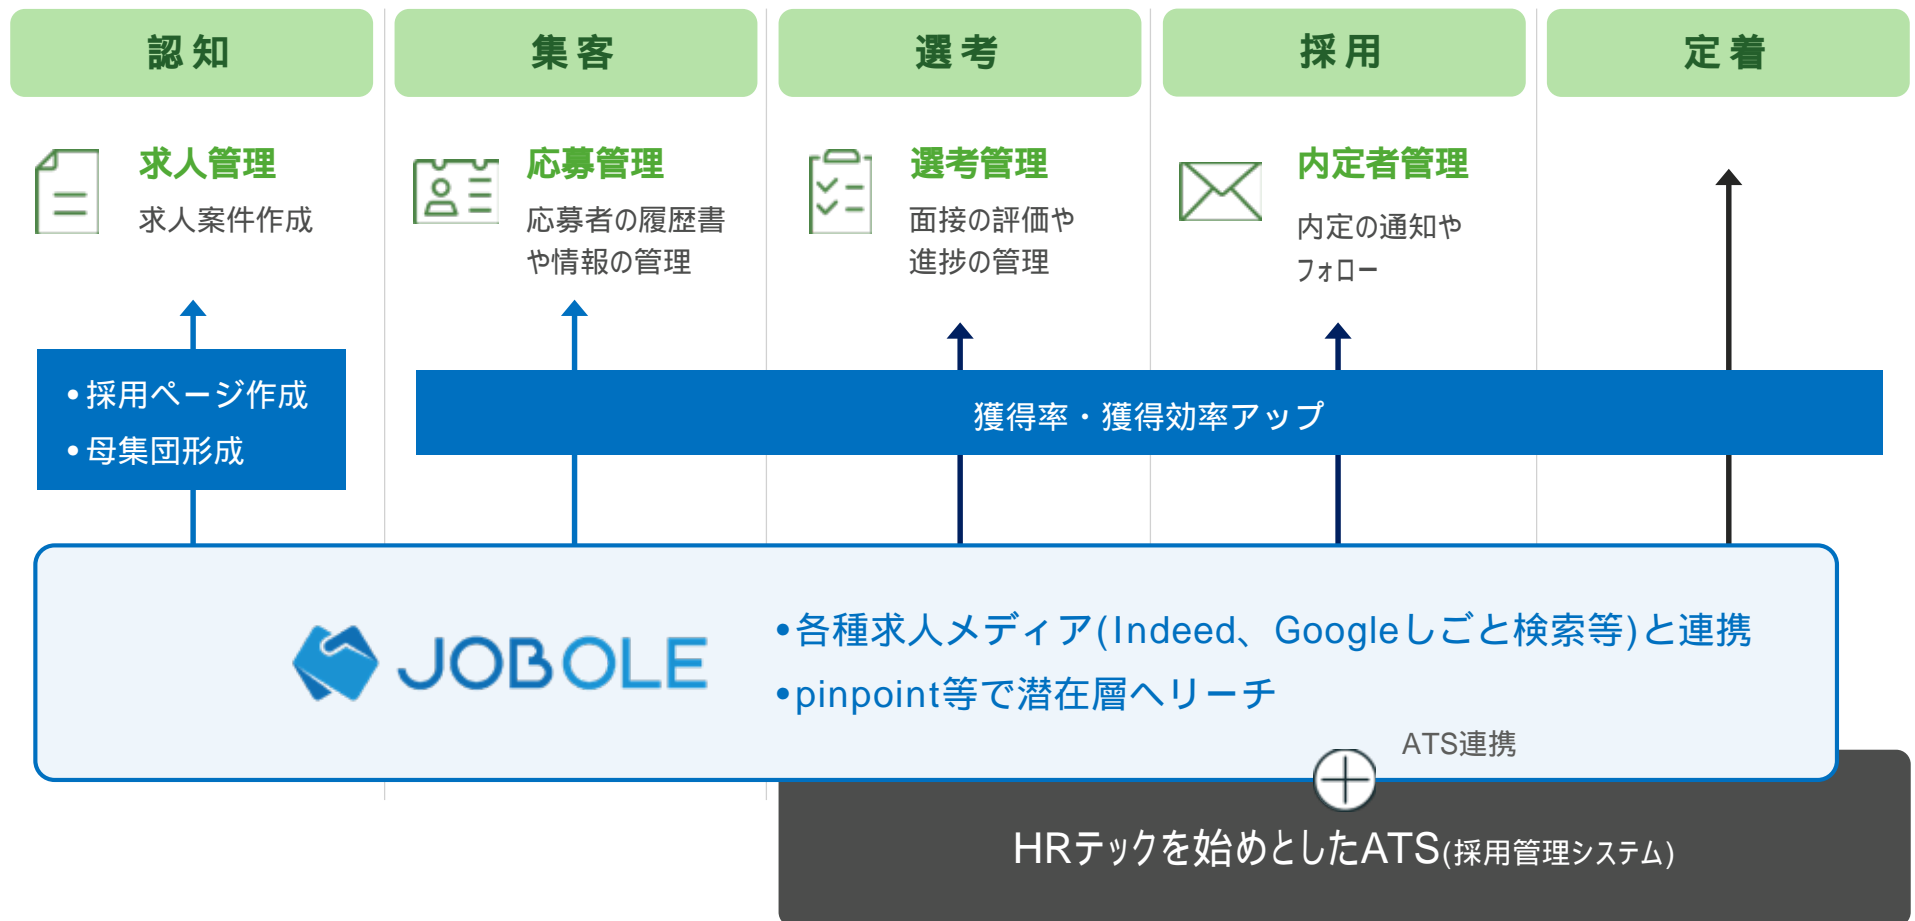 認知
集客
選考
採用
定着
求人管理
求人案件作成
応募管理
応募者の履歴書
や情報の管理
選考管理
面接の評価や
進捗の管理
内定者管理
内定の通知や
フォロー
•採用ページ作成
•母集団形成
獲得率・獲得効率アップ
JOBOLE
•各種求人メディア(Indeed、Googleしごと検索等)と連携
•pinpoint等で潜在層へリーチ
ATS連携
HRテックを始めとしたATS(採用管理システム)